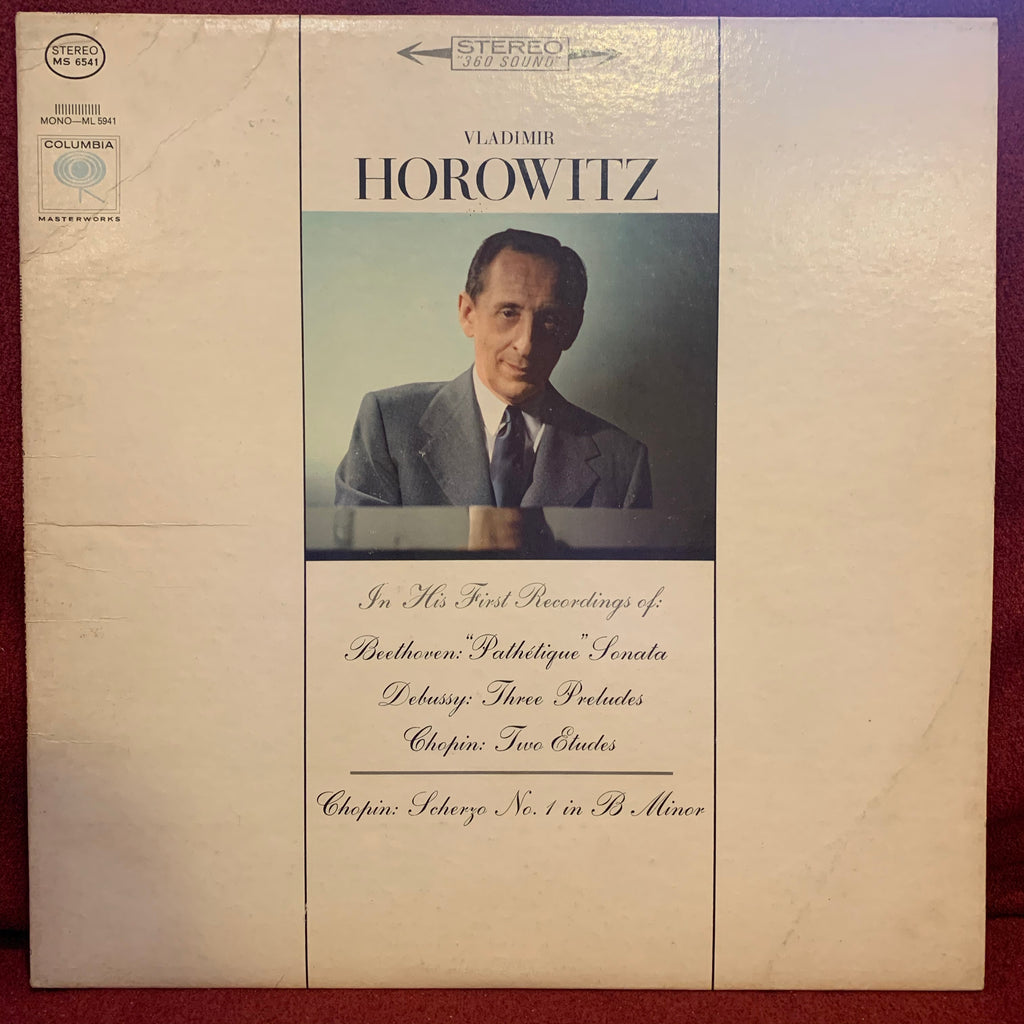 STEREO
MS 6541
MONO—ML 5941
COLUMBIA
MASTERWORKS
STEREO
"360 SOUND"
VLADIMIR
HOROWITZ
In His First Recordings of:
Beethoven: "Pathétique" Sonata
Debussy: Three Preludes
Chopin: Two Etudes
Chopin: Scherzo No. 1 in B Minor